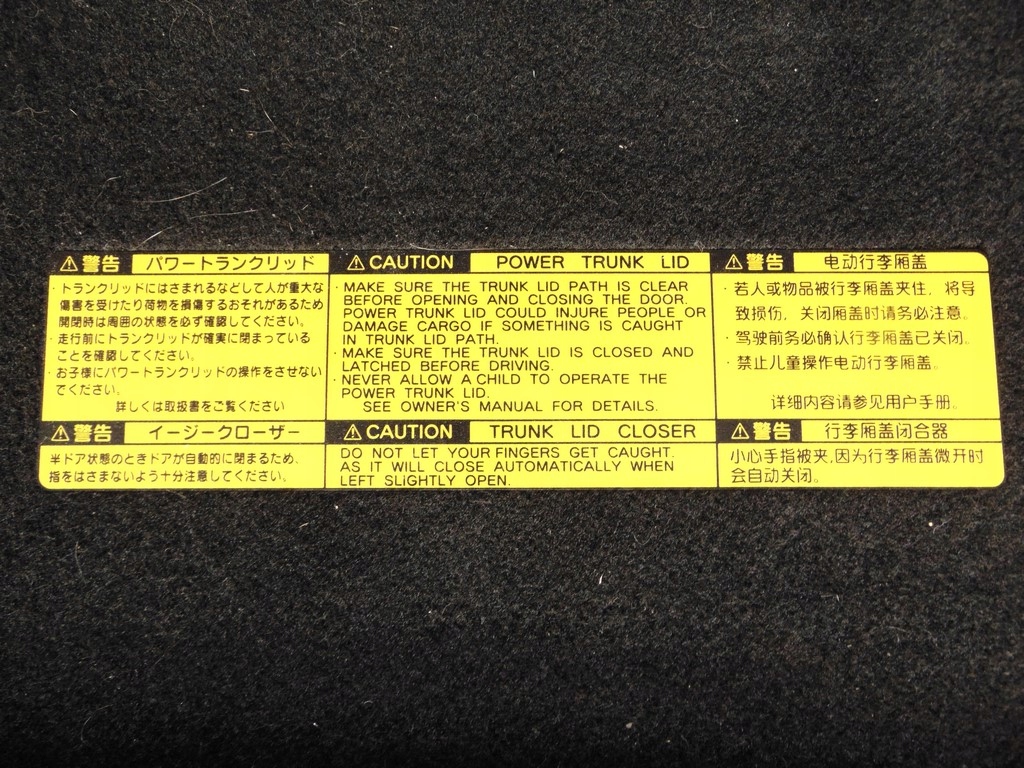 ⚠警告 パワートランクリッド
・トランクリッドにはさまれるなどして人が重大な
傷害を受けたり荷物を損傷するおそれがあるため
開閉時は周囲の状態を必ず確認してください。
・走行前にトランクリッドが確実に閉まっている
ことを確認してください。
・お子様にパワートランクリッドの操作をさせない
でください。
詳しくは取扱書をご覧ください
⚠警告 イージークローザー
半ドア状態のときドアが自動的に閉まるため、
指をはさまないよう十分注意してください。
⚠CAUTION POWER TRUNK LID
・MAKE SURE THE TRUNK LID PATH IS CLEAR
BEFORE OPENING AND CLOSING THE DOOR.
POWER TRUNK LID COULD INJURE PEOPLE OR
DAMAGE CARGO IF SOMETHING IS CAUGHT
IN TRUNK LID PATH.
・MAKE SURE THE TRUNK LID IS CLOSED AND
LATCHED BEFORE DRIVING.
・NEVER ALLOW A CHILD TO OPERATE THE
POWER TRUNK LID.
SEE OWNER'S MANUAL FOR DETAILS.
⚠CAUTION TRUNK LID CLOSER
DO NOT LET YOUR FINGERS GET CAUGHT.
AS IT WILL CLOSE AUTOMATICALLY WHEN
LEFT SLIGHTLY OPEN.
⚠警告 电动行李厢盖
・若人或物品被行李厢盖夹住，将导
致损伤，关闭厢盖时请务必注意。
・驾驶前务必确认行李厢盖已关闭。
・禁止儿童操作电动行李厢盖。
详细内容请参见用户手册。
⚠警告 行李厢盖闭合器
小心手指被夹,因为行李厢盖微开时
会自动关闭。